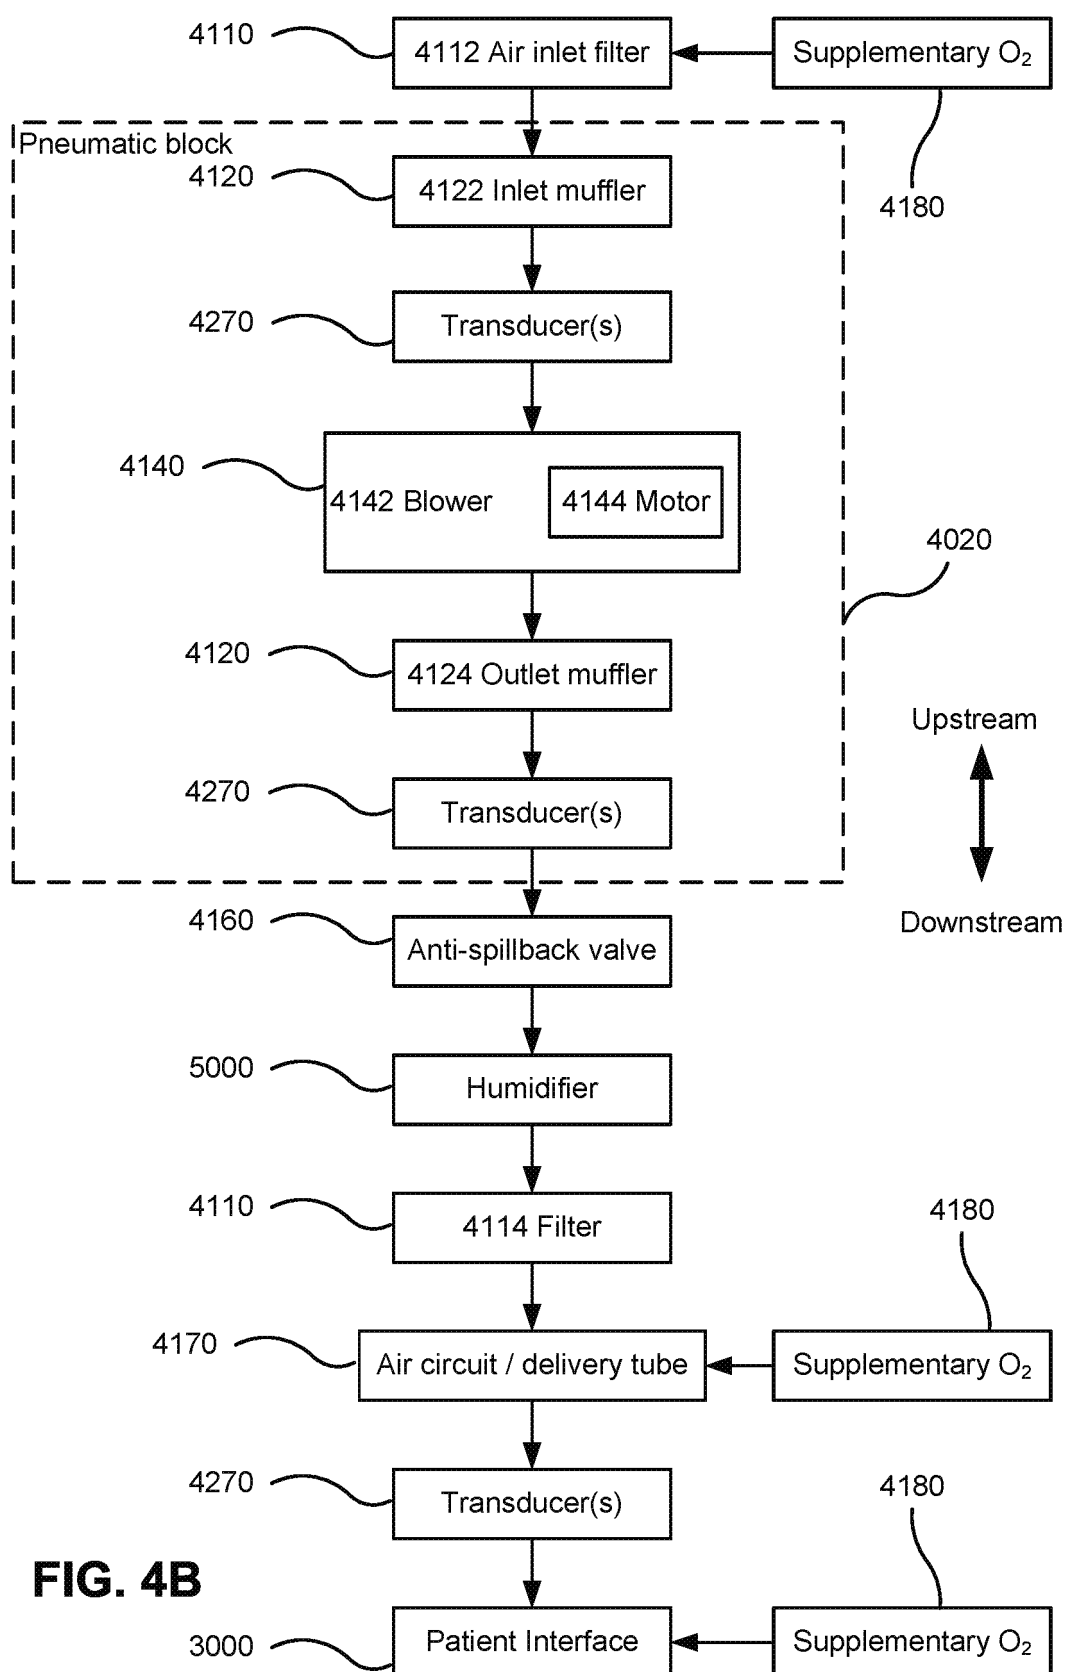 4110
4112 Air inlet filter
Supplementary O₂
Pneumatic block
4120
4122 Inlet muffler
4180
4270
Transducer(s)
4140
4142 Blower
4144 Motor
4020
4120
4124 Outlet muffler
Upstream
4270
Transducer(s)
4160
Anti-spillback valve
Downstream
5000
Humidifier
4110
4114 Filter
4180
4170
Air circuit / delivery tube
Supplementary O₂
4270
Transducer(s)
4180
FIG. 4B
3000
Patient Interface
Supplementary O₂